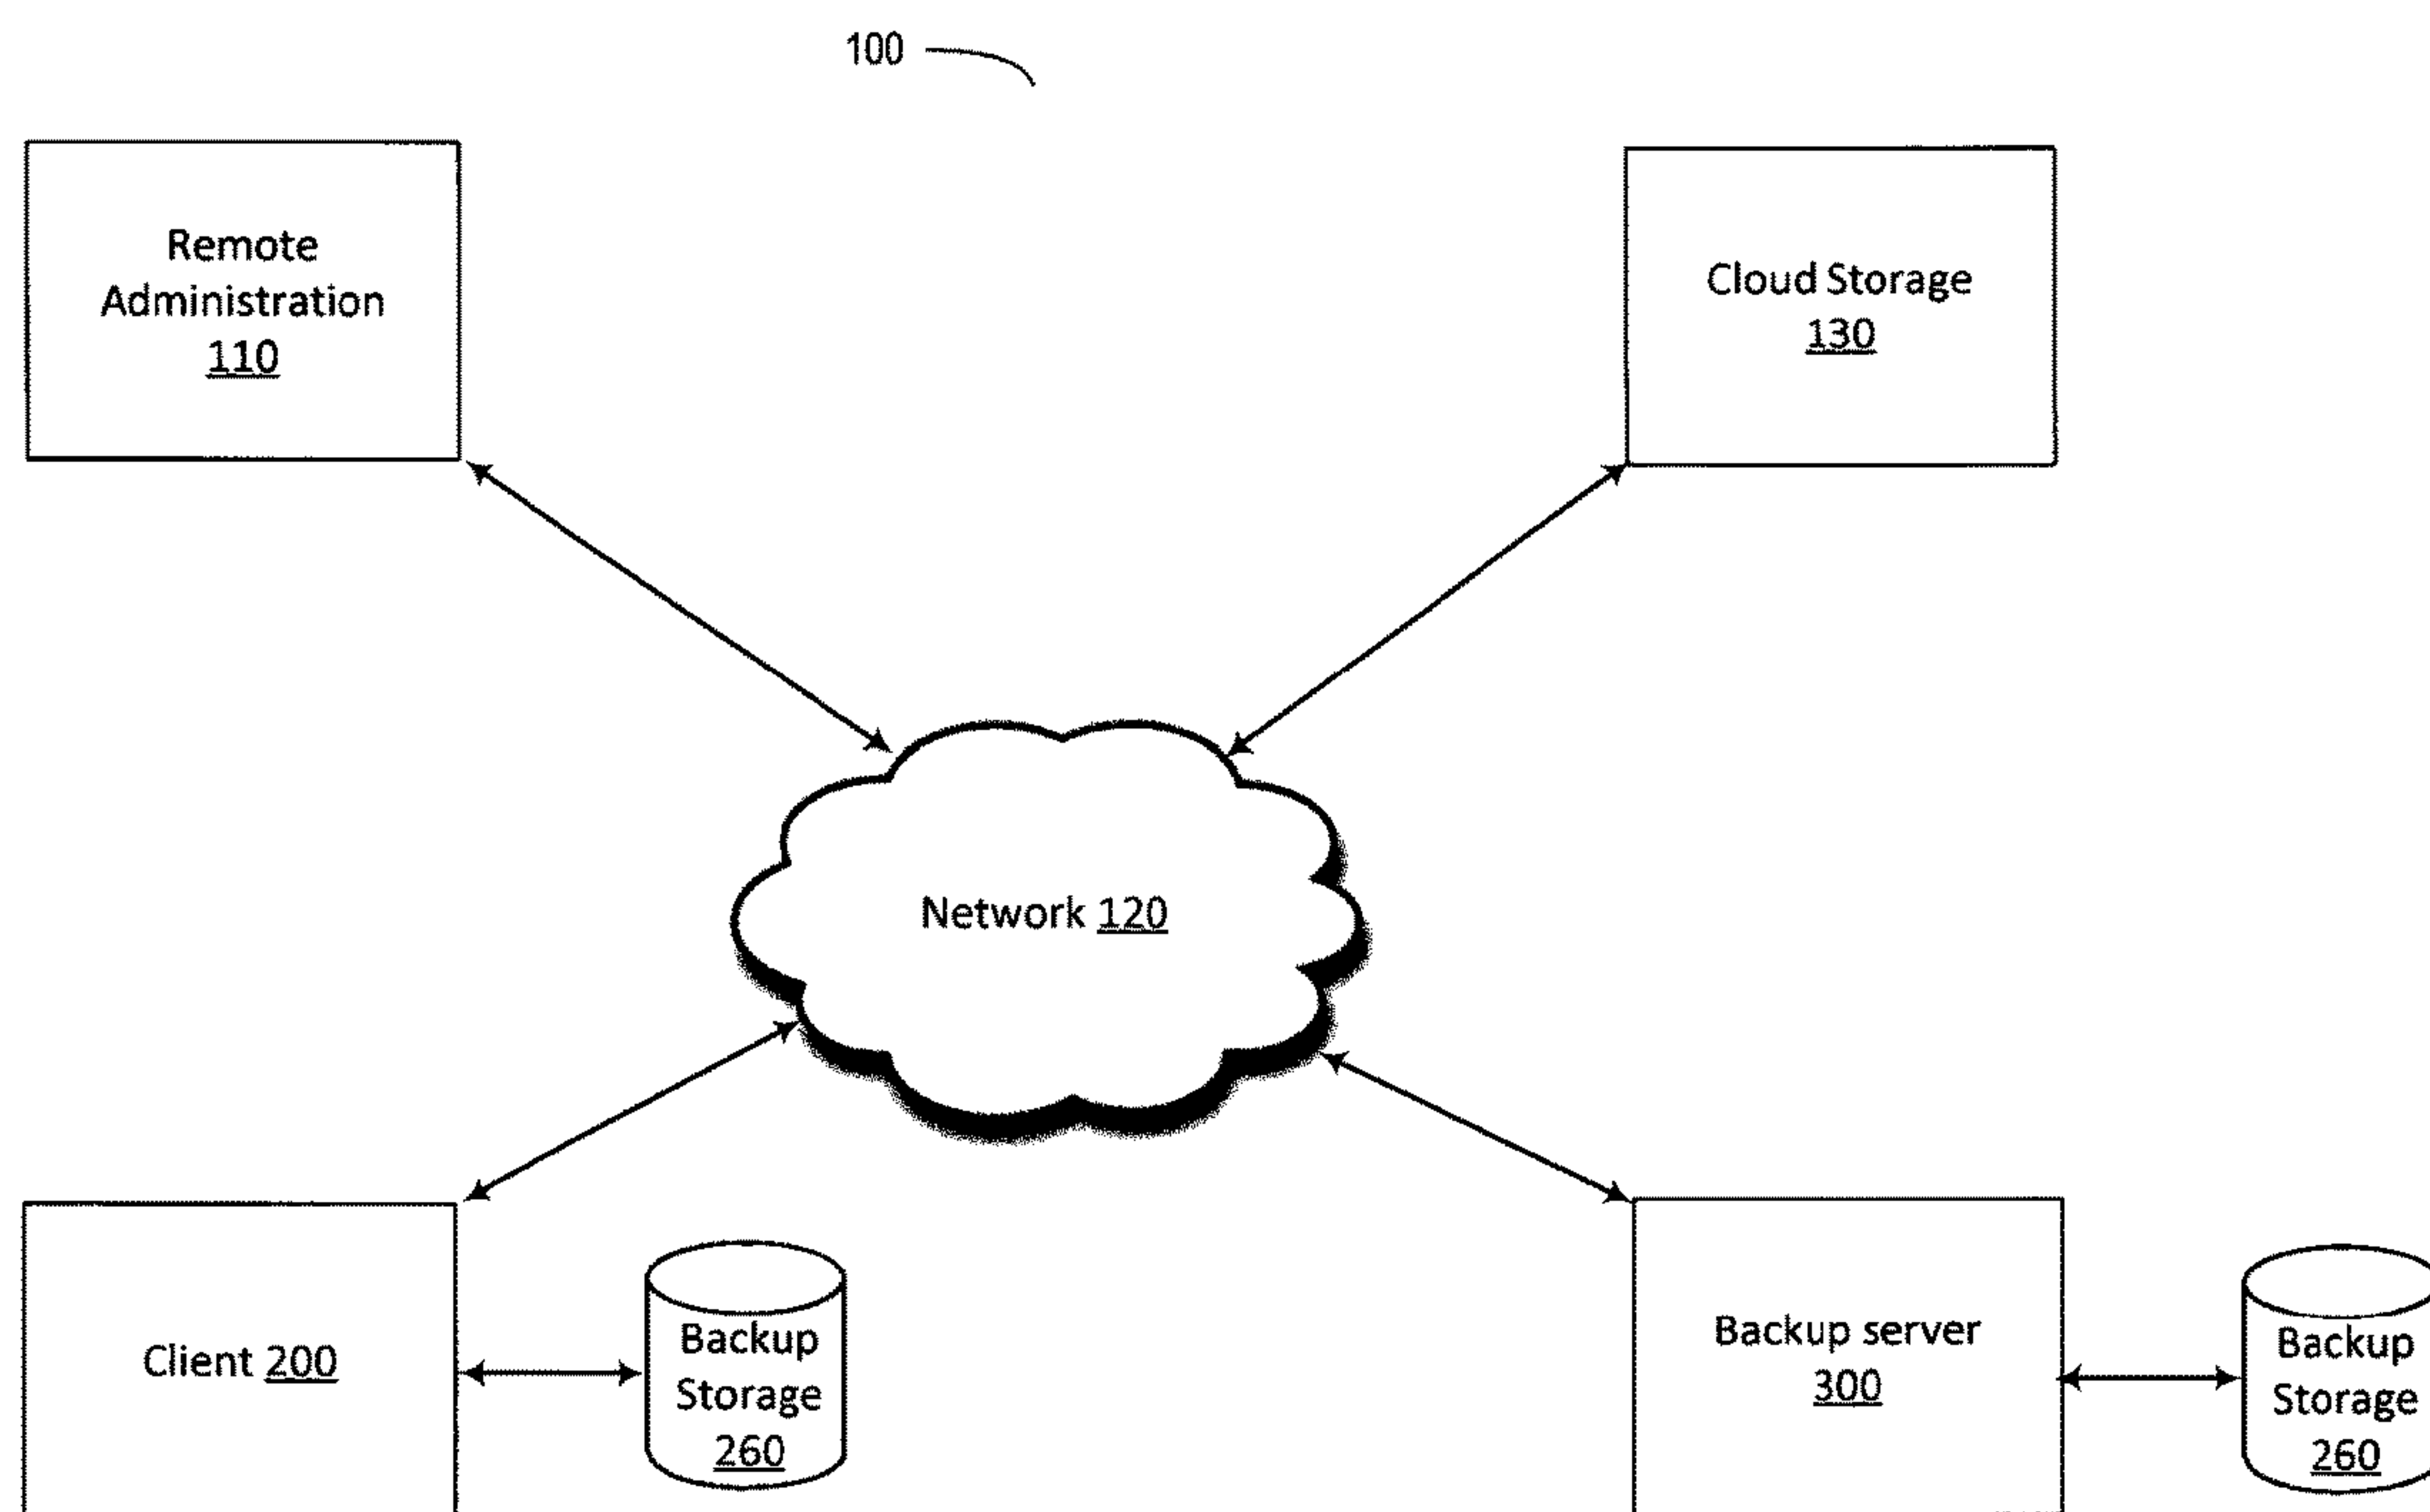 100
Remote
Administration
110
Cloud Storage
130
Network 120
Client 200
Backup
Storage
260
Backup server
300
Backup
Storage
260